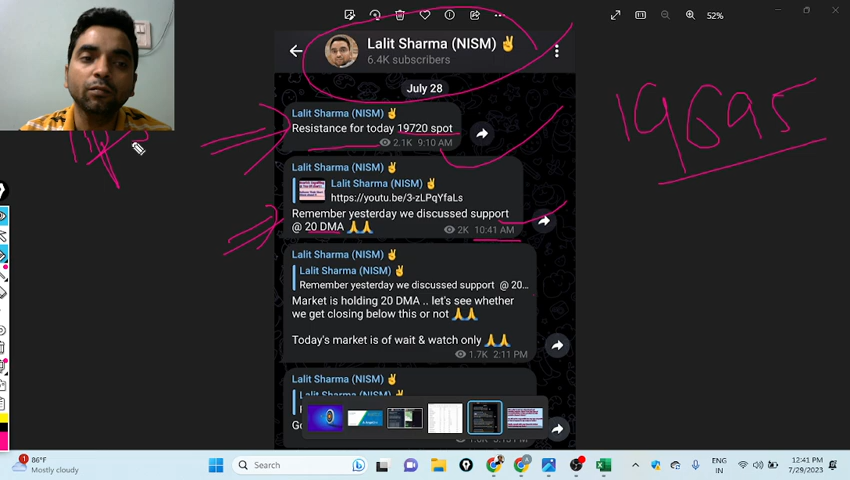 52%
Lalit Sharma (NISM) ✌
6.4K subscribers
July 28
Lalit Sharma (NISM) ✌
Resistance for today 19720 spot
2.1K 9:10 AM
19695
Lalit Sharma (NISM) ✌
Lalit Sharma (NISM) ✌
https://youtu.be/3-zLPqYfaLs
Remember yesterday we discussed support
@ 20 DMA 🙏🙏
2K 10:41 AM
Lalit Sharma (NISM) ✌
Lalit Sharma (NISM) ✌
Remember yesterday we discussed support @ 20...
Market is holding 20 DMA .. let's see whether
we get closing below this or not 🙏🙏
Today's market is of wait & watch only 🙏🙏
1.7K 2:11 PM
Lalit Sharma (NISM) ✌
86°F
Mostly cloudy
Search
ENG
IN
12:41 PM
7/29/2023